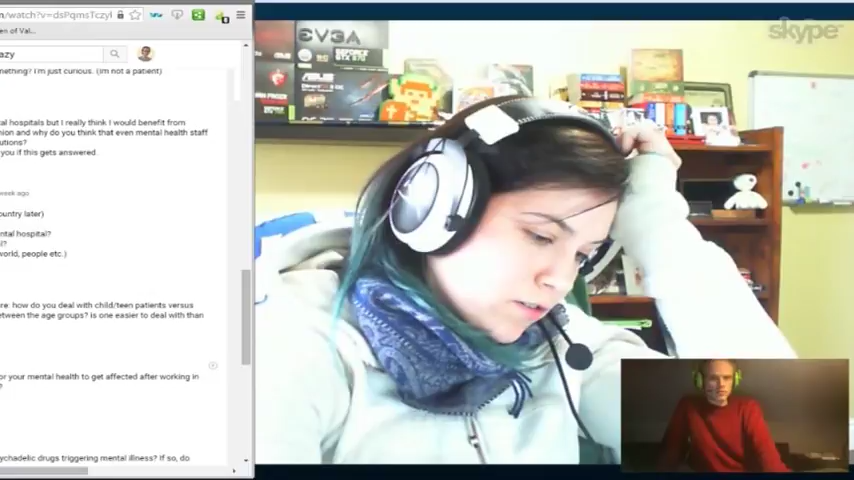 /watch?v=dsPqmsTczyl
en of Val...
azy
mething? I'm just curious. (im not a patient)
tal hospitals but I really think I would benefit from
nion and why do you think that even mental health staff
utions?
you if this gets answered.
week ago
ountry later)
ntal hospital?
world, people etc.)
re: how do you deal with child/teen patients versus
etween the age groups? is one easier to deal with than
or your mental health to get affected after working in
ychadelic drugs triggering mental illness? If so, do
EVGA
GEFORCE
ASUS
skype